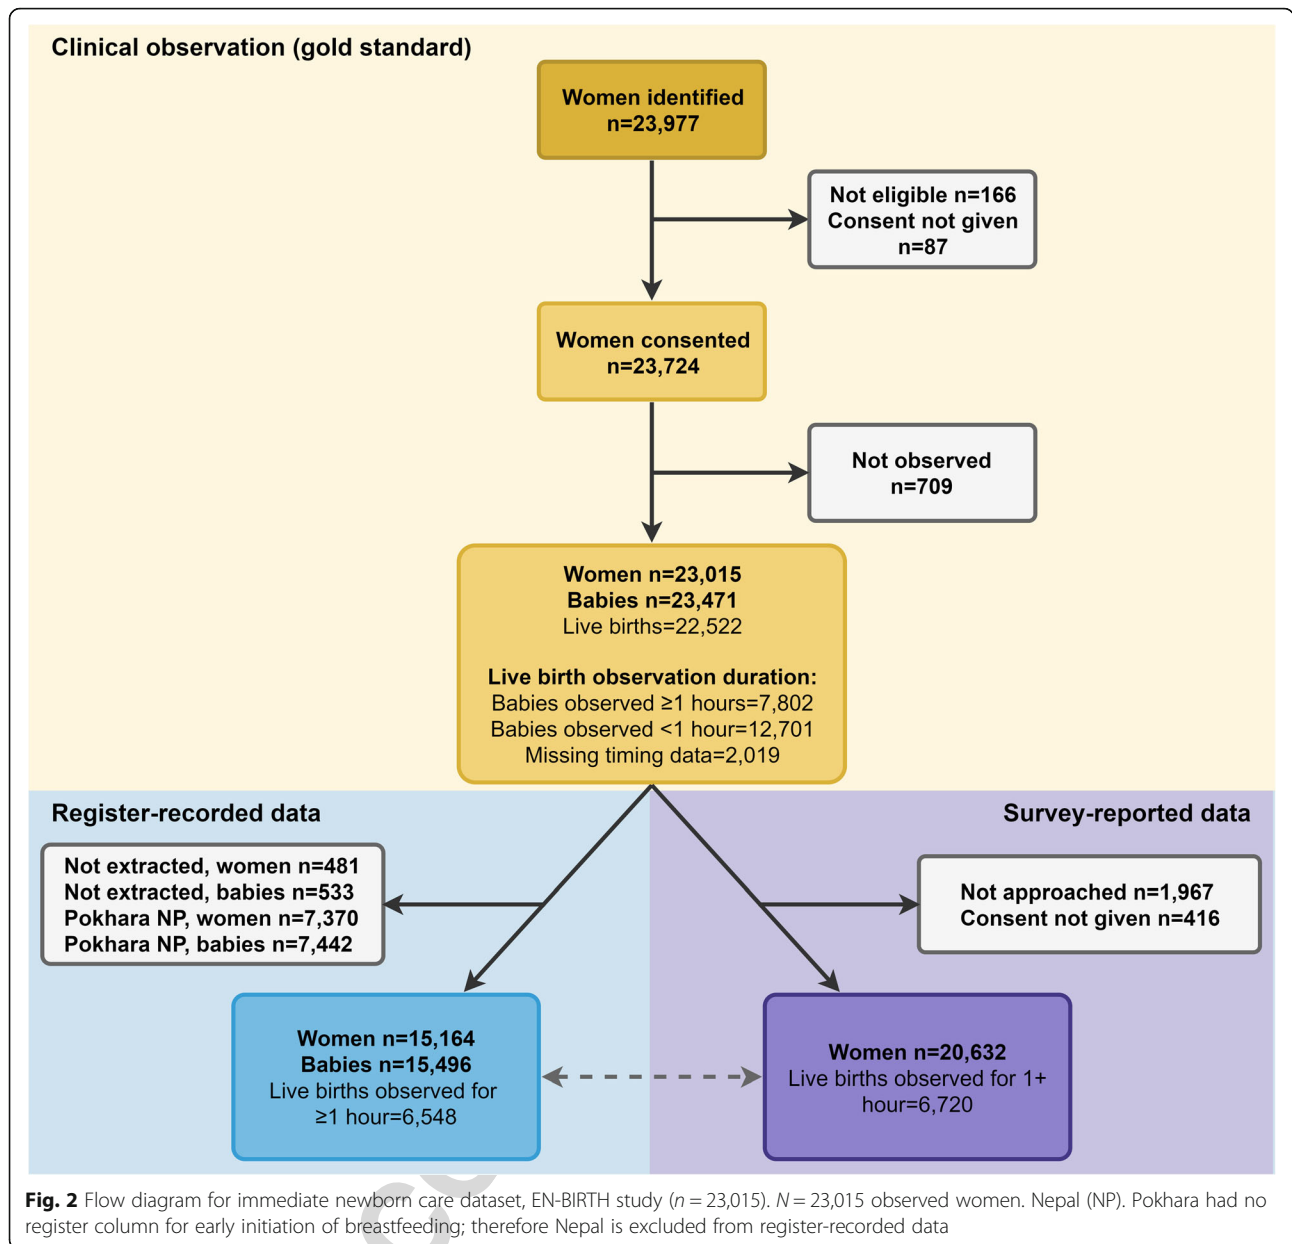 Clinical observation (gold standard)
Women identified
n=23,977
Not eligible n=166
Consent not given
n=87
Women consented
n=23,724
Not observed
n=709
Women n=23,015
Babies n=23,471
Live births=22,522
Live birth observation duration:
Babies observed ≥1 hours=7,802
Babies observed <1 hour=12,701
Missing timing data=2,019
Register-recorded data
Not extracted, women n=481
Not extracted, babies n=533
Pokhara NP, women n=7,370
Pokhara NP, babies n=7,442
Women n=15,164
Babies n=15,496
Live births observed for
≥1 hour=6,548
Survey-reported data
Not approached n=1,967
Consent not given n=416
Women n=20,632
Live births observed for 1+
hour=6,720
Fig. 2 Flow diagram for immediate newborn care dataset, EN-BIRTH study (n = 23,015). N = 23,015 observed women. Nepal (NP). Pokhara had no
register column for early initiation of breastfeeding; therefore Nepal is excluded from register-recorded data